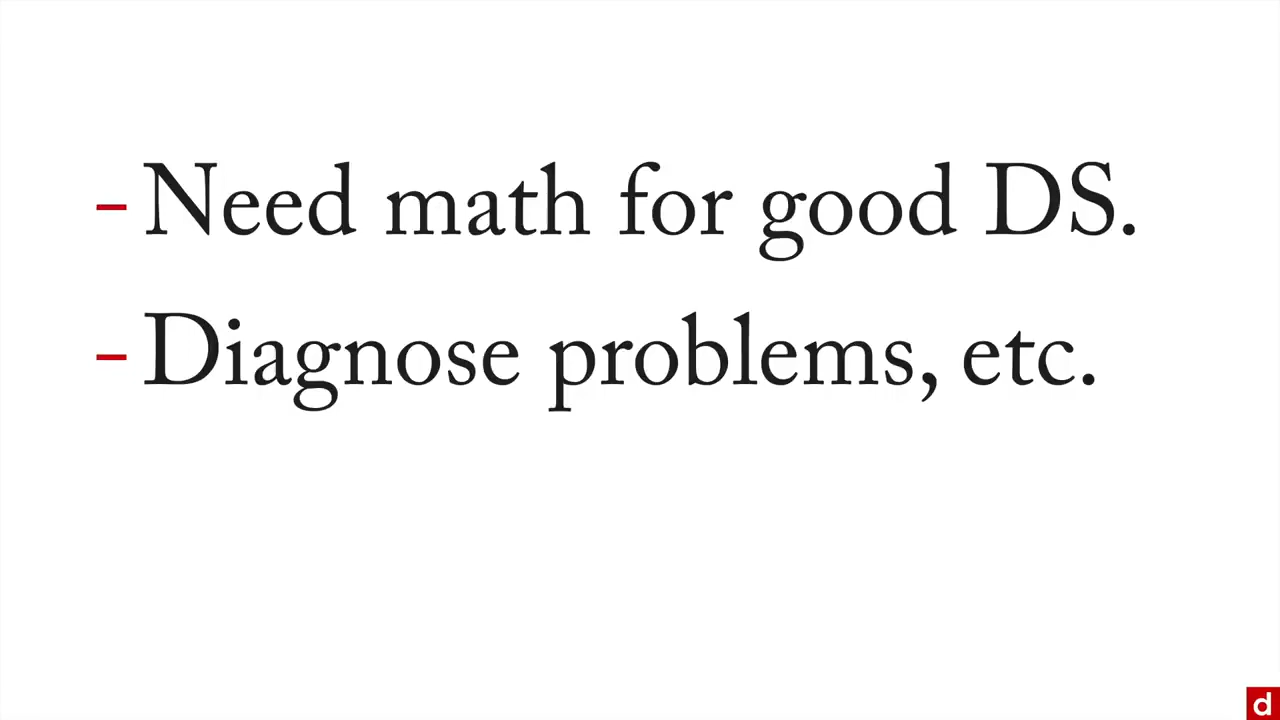 - Need math for good DS.
- Diagnose problems, etc.
d